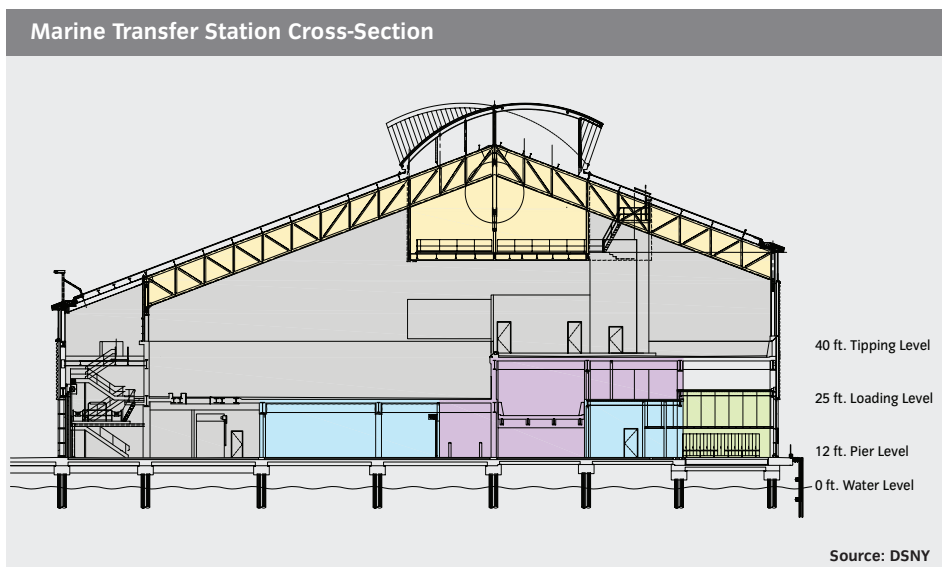 Marine Transfer Station Cross-Section
40 ft. Tipping Level
25 ft. Loading Level
12 ft. Pier Level
0 ft. Water Level
Source: DSNY